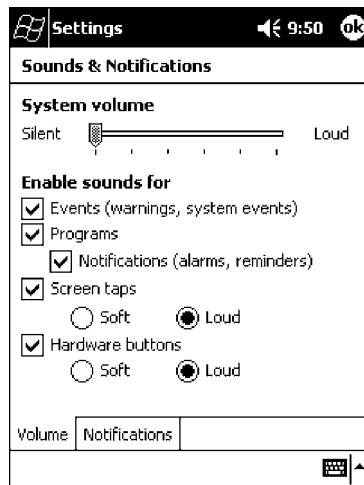 Settings 9:50 ok
Sounds & Notifications
System volume
Silent Loud
Enable sounds for
Events (warnings, system events)
Programs
Notifications (alarms, reminders)
Screen taps
Soft Loud
Hardware buttons
Soft Loud
Volume Notifications